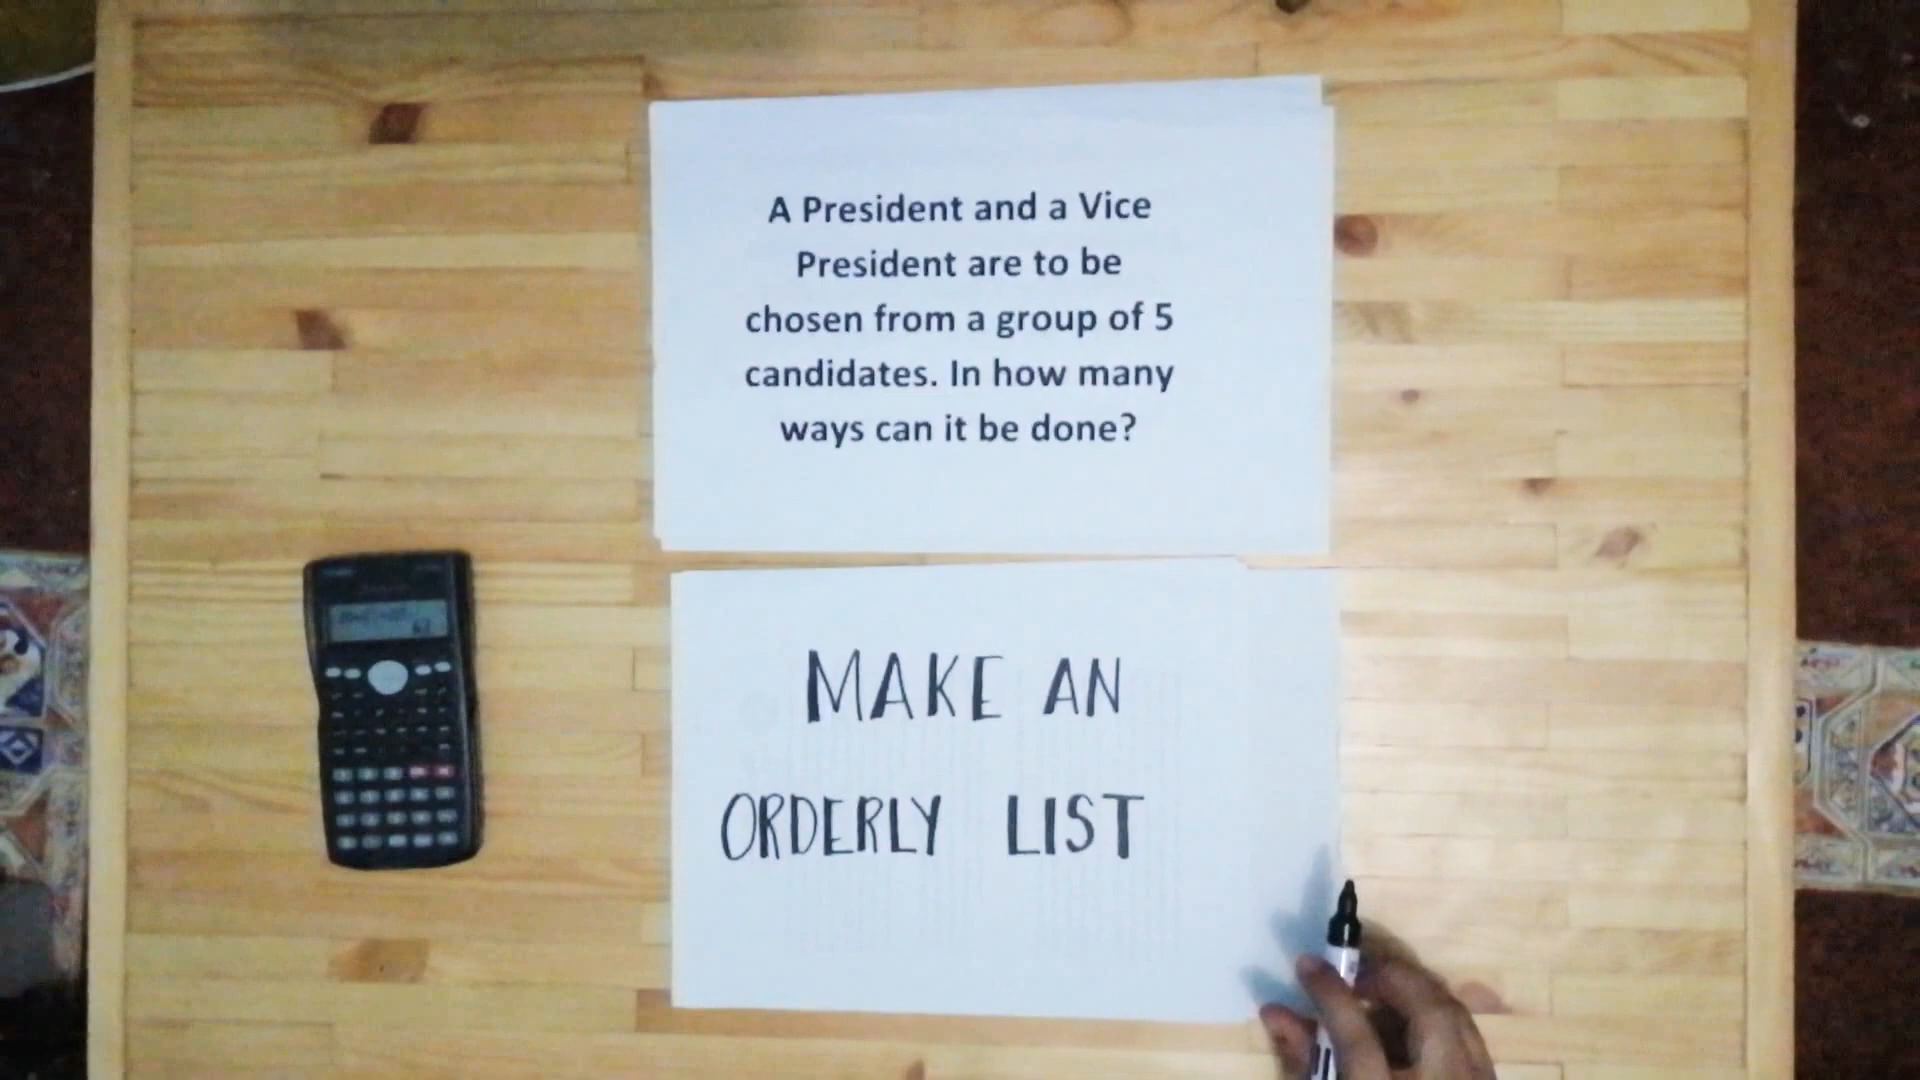 A President and a Vice
President are to be
chosen from a group of 5
candidates. In how many
ways can it be done?
MAKE AN
ORDERLY LIST